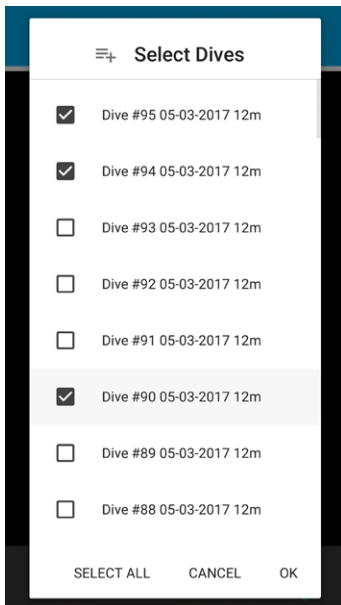 Select Dives
Dive #95 05-03-2017 12m
Dive #94 05-03-2017 12m
Dive #93 05-03-2017 12m
Dive #92 05-03-2017 12m
Dive #91 05-03-2017 12m
Dive #90 05-03-2017 12m
Dive #89 05-03-2017 12m
Dive #88 05-03-2017 12m
SELECT ALL CANCEL OK